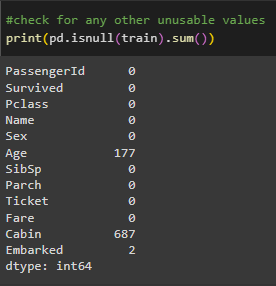 #check for any other unusable values
print(pd.isnull(train).sum())
PassengerId 0
Survived 0
Pclass 0
Name 0
Sex 0
Age 177
SibSp 0
Parch 0
Ticket 0
Fare 0
Cabin 687
Embarked 2
dtype: int64